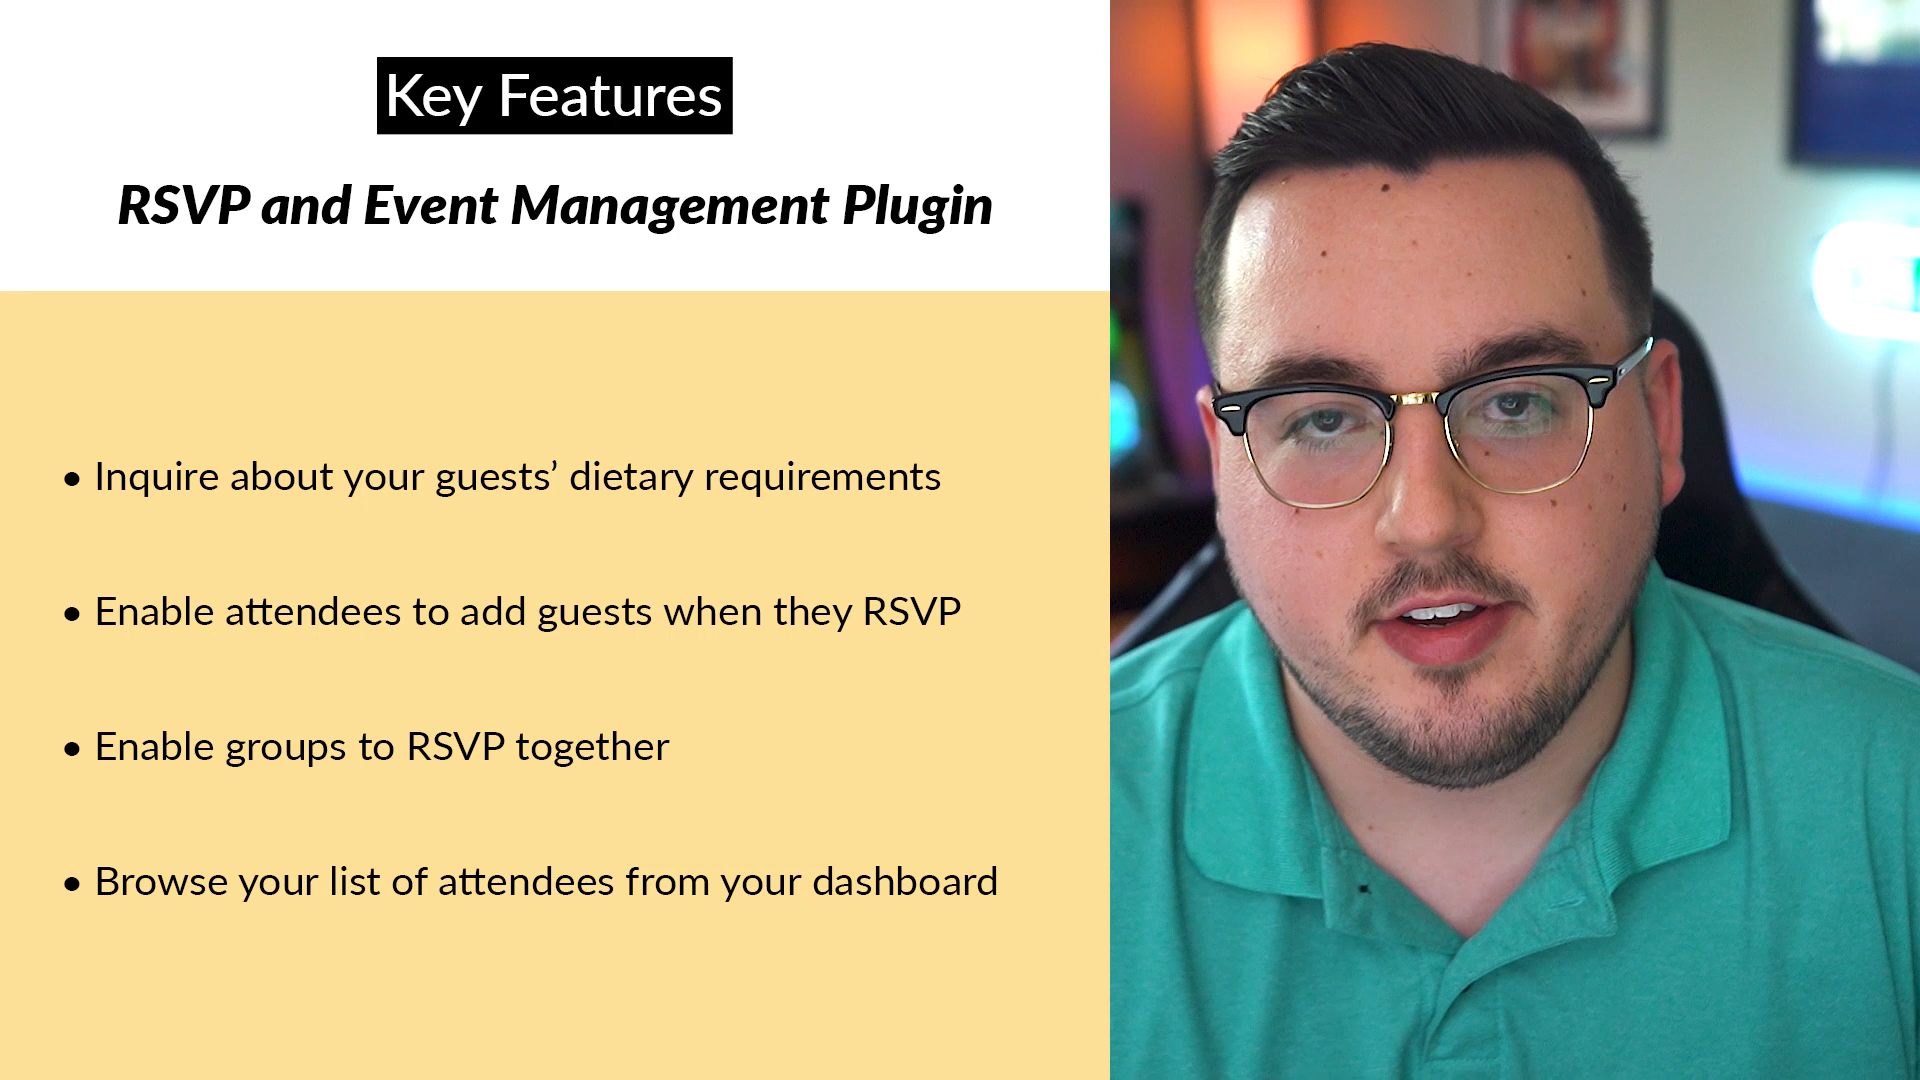 Key Features
RSVP and Event Management Plugin
• Inquire about your guests’ dietary requirements
• Enable attendees to add guests when they RSVP
• Enable groups to RSVP together
• Browse your list of attendees from your dashboard